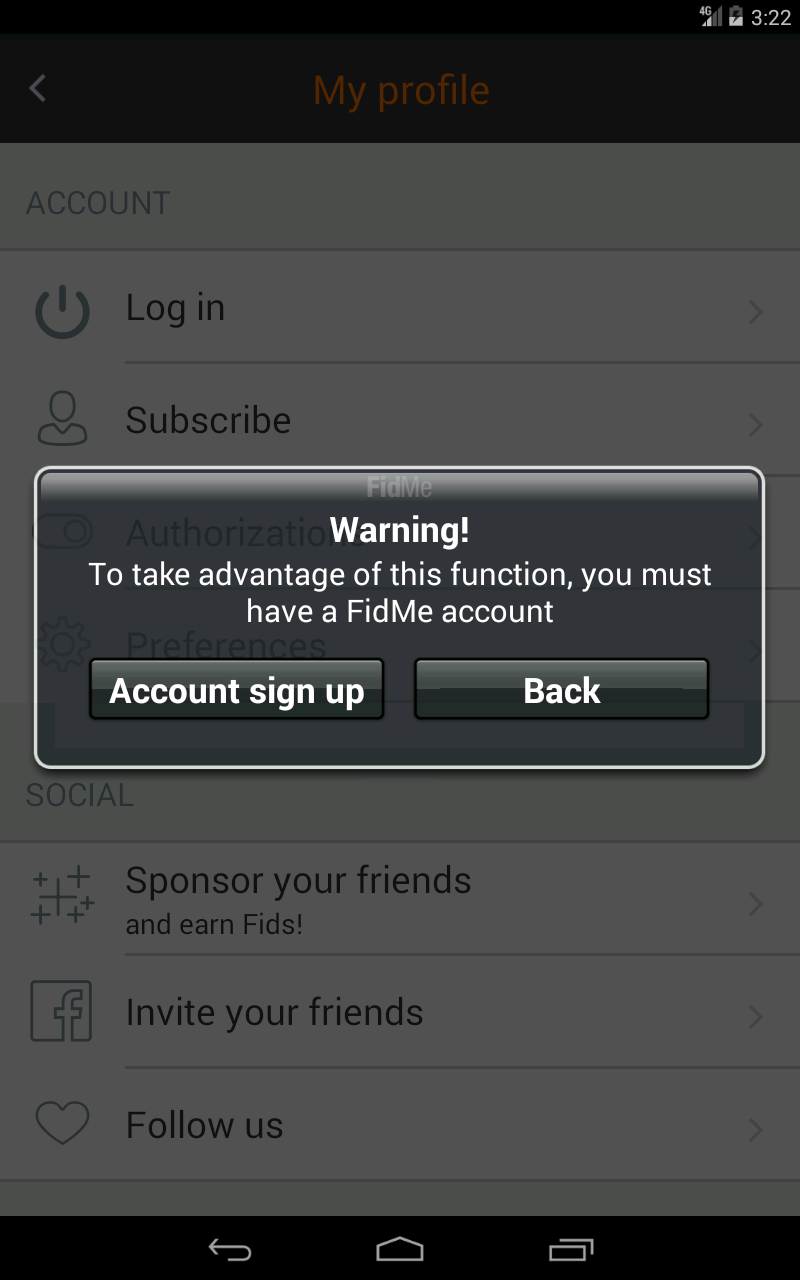 4G 3:22
My profile
ACCOUNT
Log in
Subscribe
FidMe
Authorization
Warning!
To take advantage of this function, you must
have a FidMe account
Preferences
Account sign up
Back
SOCIAL
Sponsor your friends
and earn Fids!
Invite your friends
Follow us